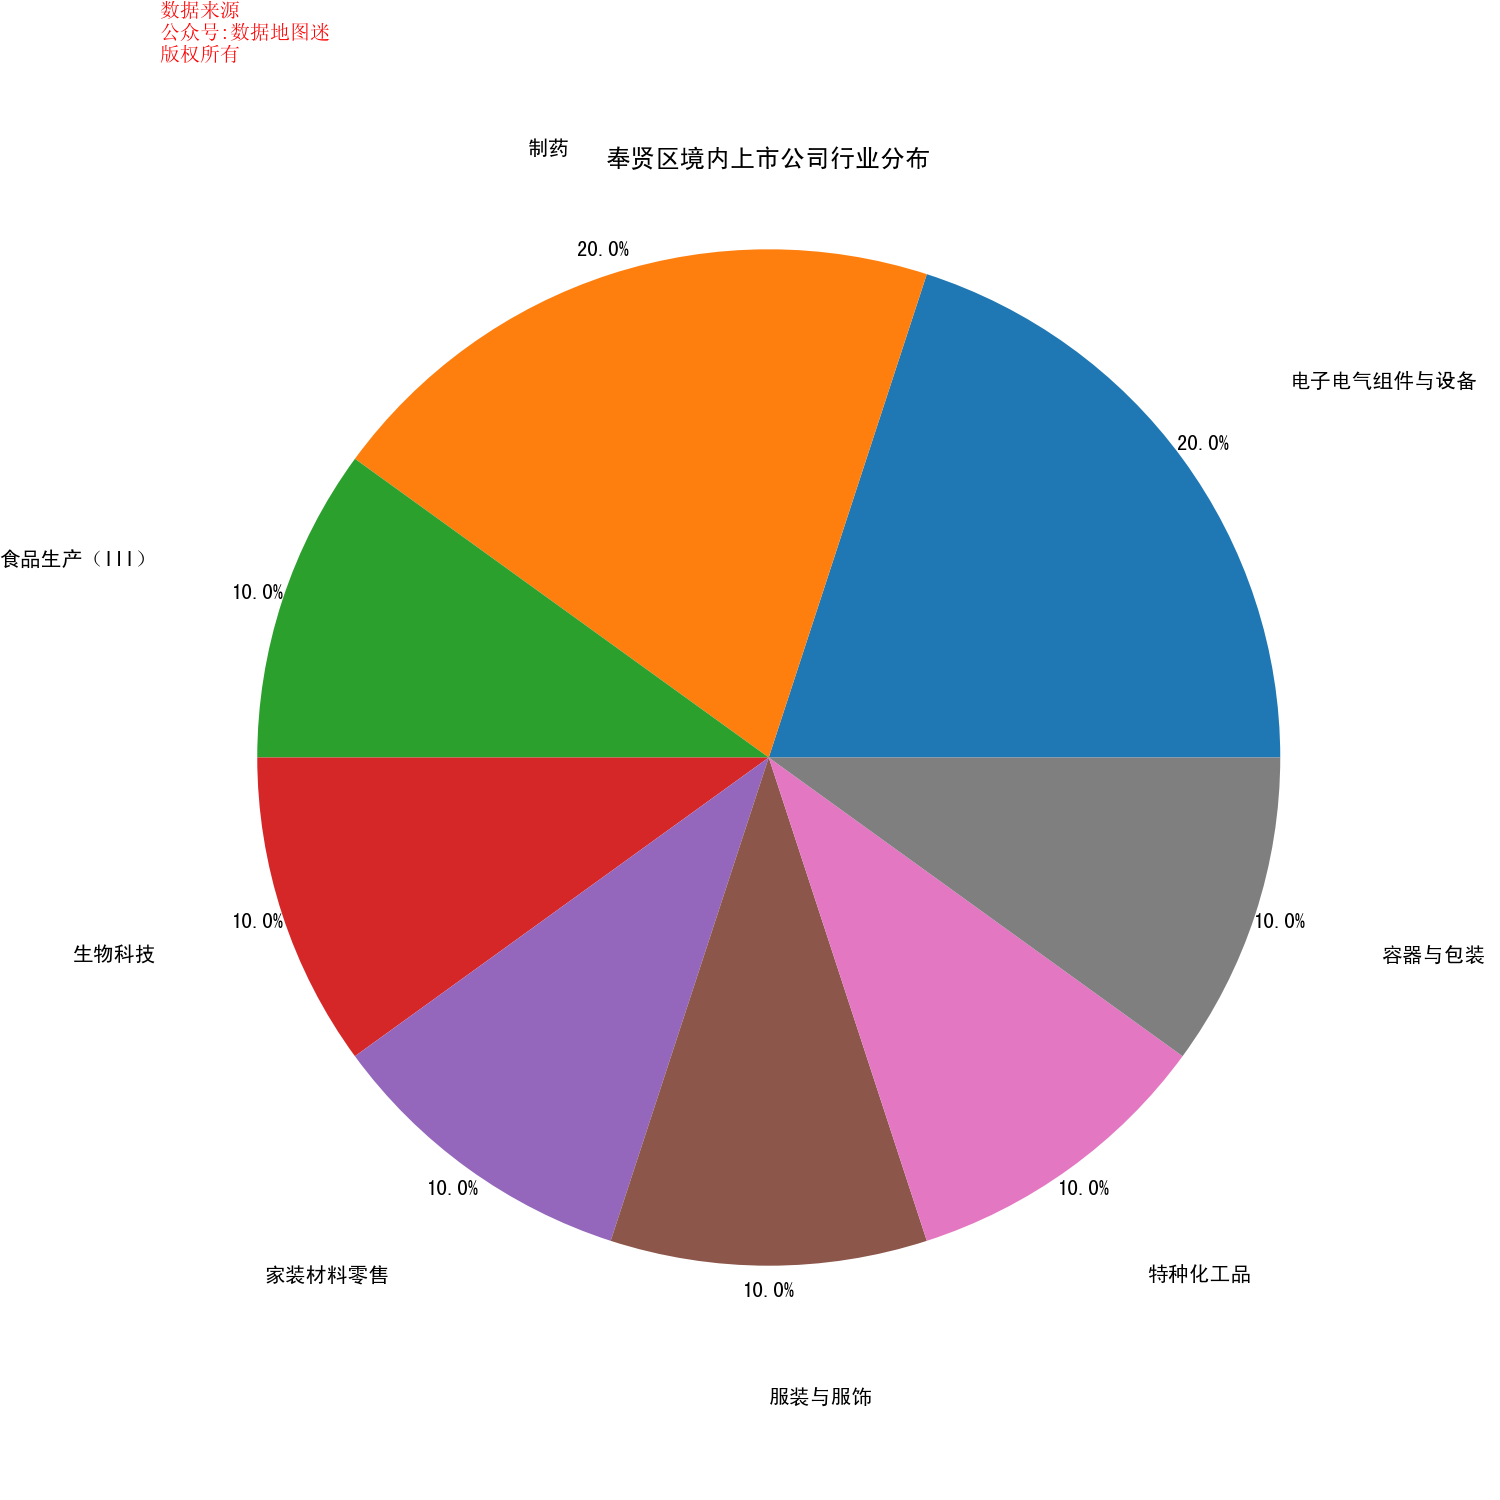 数据来源
公众号:数据地图迷
版权所有
制药
奉贤区境内上市公司行业分布
20.0%
电子电气组件与设备
20.0%
食品生产（III）
10.0%
10.0%
生物科技
10.0%
容器与包装
10.0%
10.0%
家装材料零售
特种化工品
10.0%
服装与服饰